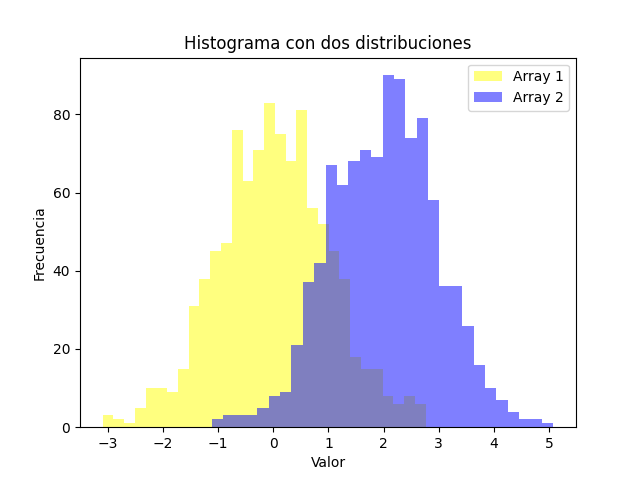 Histograma con dos distribuciones
Array 1
Array 2
Frecuencia
80
60
40
20
0
−3
−2
−1
0
1
2
3
4
5
Valor